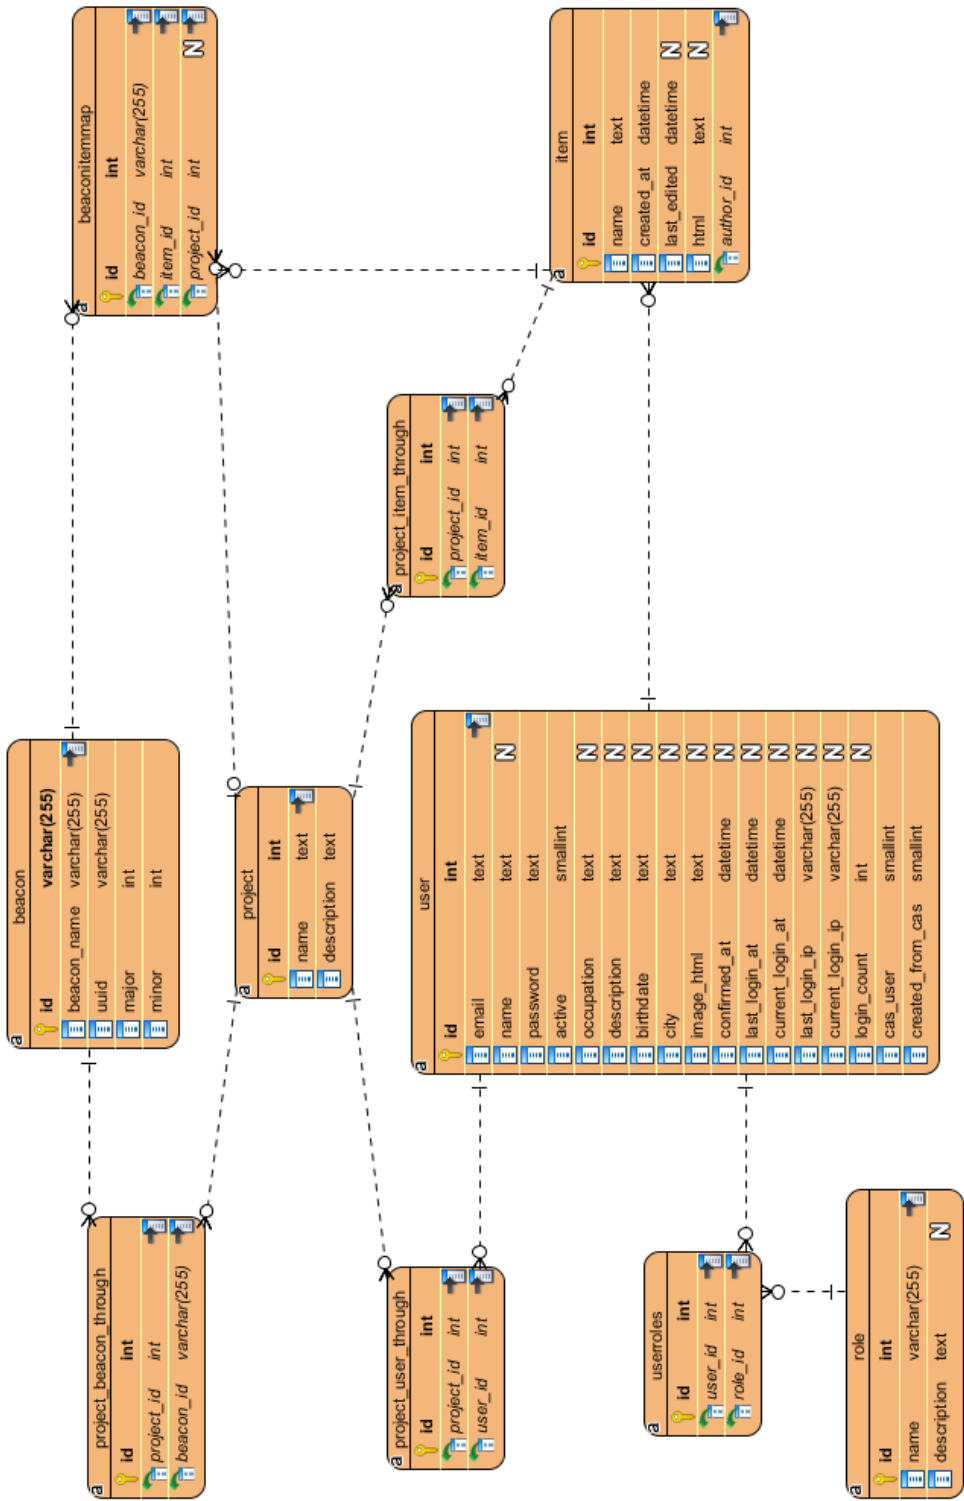 project_beacon_through
id int
project_id int
beacon_id varchar(255)
beacon
id varchar(255)
beacon_name varchar(255)
uuid varchar(255)
major int
minor int
beaconitemmap
id int
beacon_id varchar(255)
item_id int
project_id int
N
project
id int
name text
description text
project_user_through
id int
project_id int
user_id int
project_item_through
id int
project_id int
item_id int
user
id int
email text
name text N
password text
active smallint
occupation text N
description text N
birthdate text N
city text N
image_html text N
confirmed_at datetime N
last_login_at datetime N
current_login_at datetime N
last_login_ip varchar(255) N
current_login_ip varchar(255) N
login_count int N
cas_user smallint
created_from_cas smallint
item
id int
name text
created_at datetime
last_edited datetime N
html text N
author_id int
userroles
id int
user_id int
role_id int
role
id int
name varchar(255)
description text N